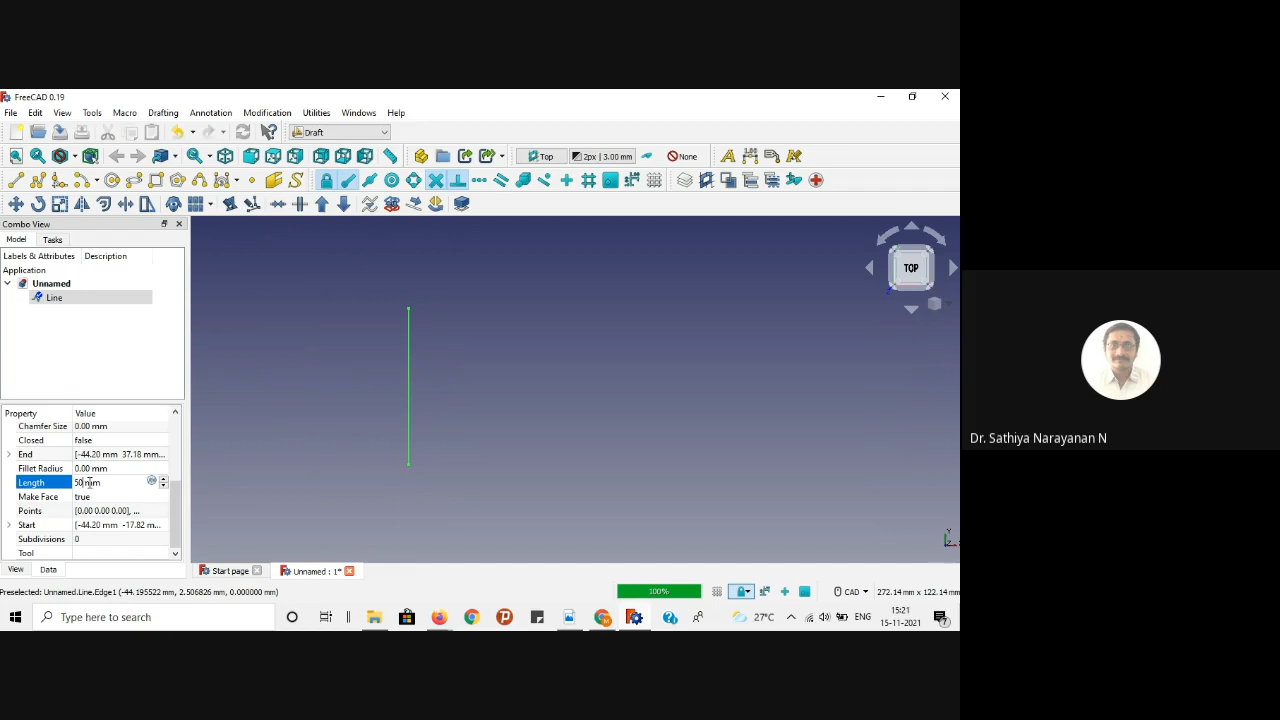 FreeCAD 0.19
File Edit View Tools Macro Drafting Annotation Modification Utilities Windows Help
Draft
Top 2px | 3.00 mm None
Combo View
Model Tasks
Labels & Attributes Description
Application
Unnamed
Line
TOP
Property Value
Chamfer Size 0.00 mm
Closed false
End [-44.20 mm 37.18 mm...
Fillet Radius 0.00 mm
Length 50 mm
Make Face true
Points [0.00 0.00 0.00], ...
Start [-44.20 mm -17.82 m...
Subdivisions 0
Tool
Y
View Data
Start page Unnamed : 1*
Preselected: Unnamed.Line.Edge1 (-44.195522 mm, 2.506826 mm, 0.000000 mm)
100%
CAD 272.14 mm x 122.14 mm
Type here to search
27°C
ENG
15:21
15-11-2021
Dr. Sathiya Narayanan N